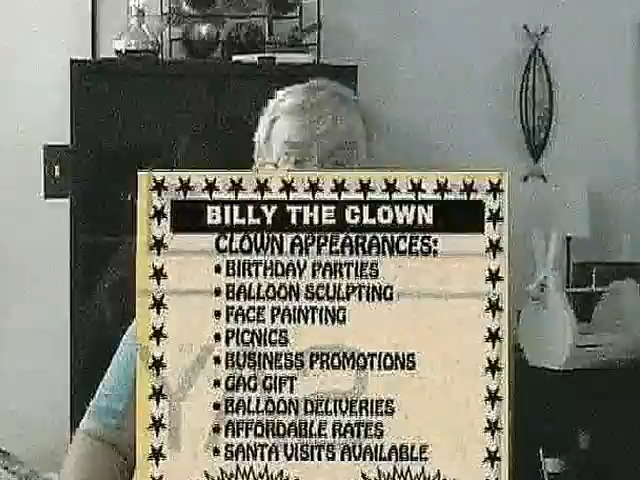 BILLY THE CLOWN
CLOWN APPEARANCES:
• BIRTHDAY PARTIES
• BALLOON SCULPTING
• FACE PAINTING
• PICNICS
• BUSINESS PROMOTIONS
• GAG GIFT
• BALLOON DELIVERIES
• AFFORDABLE RATES
• SANTA VISITS AVAILABLE